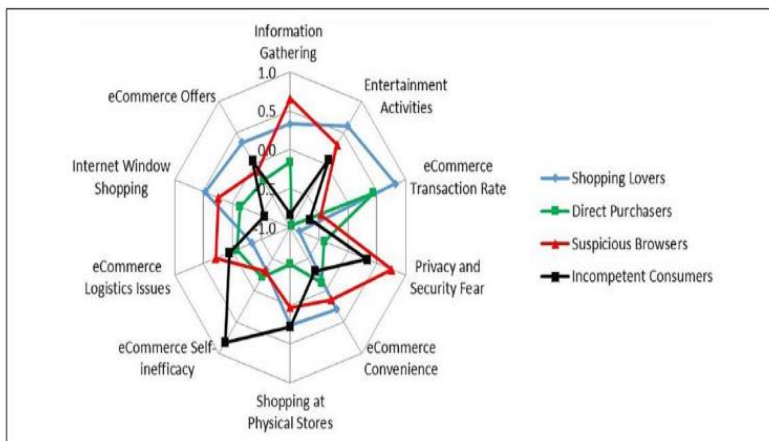 Information
Gathering
1.0
eCommerce Offers
Entertainment
Activities
0.5
0.0
Internet Window
Shopping
eCommerce
Transaction Rate
-0.5
-1.0
Shopping Lovers
Direct Purchasers
Suspicious Browsers
Incompetent Consumers
eCommerce
Logistics Issues
Privacy and
Security Fear
eCommerce Self-
inefficacy
eCommerce
Convenience
Shopping at
Physical Stores